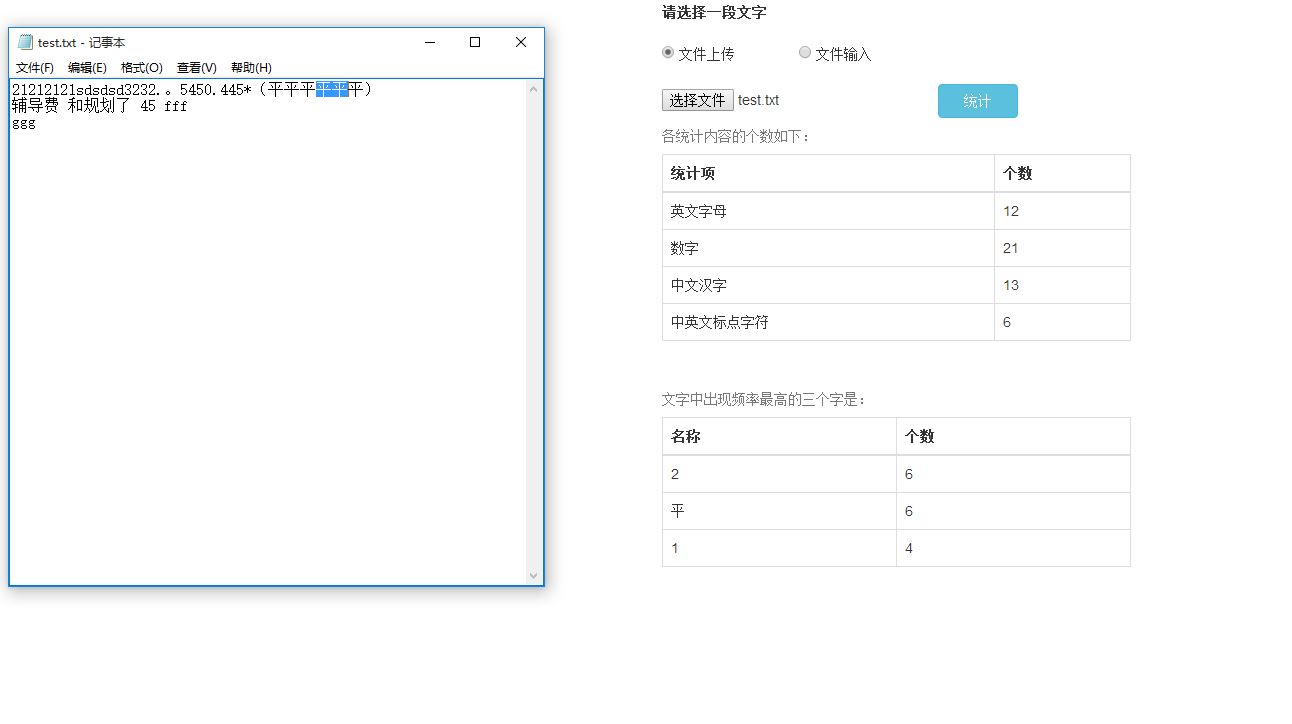 test.txt - 记事本
文件(F) 编辑(E) 格式(O) 查看(V) 帮助(H)
21212121sdsdsd3232.。5450.445*（平平平平平平）
辅导费 和规划了 45 fff
ggg
请选择一段文字
文件上传 文件输入
选择文件 test.txt 统计
各统计内容的个数如下：
统计项 个数
英文字母 12
数字 21
中文汉字 13
中英文标点字符 6
文字中出现频率最高的三个字是：
名称 个数
2 6
平 6
1 4